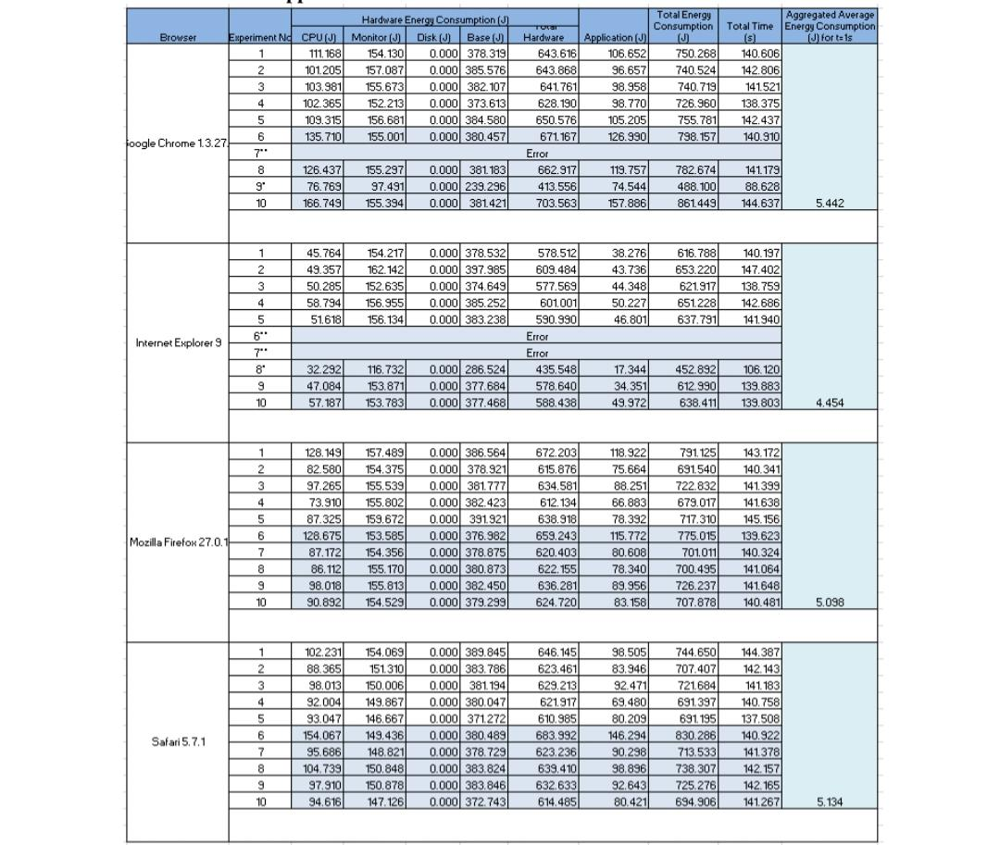 Hardware Energy Consumption (J)
Total Energy Consumption (J)
Total Time (s)
Aggregated Average Energy Consumption (J) for t=1s
Browser Experiment No CPU (J) Monitor (J) Disk (J) Base (J) Total Hardware Application (J)
1 111.168 154.130 0.000 378.319 643.616 106.652 750.268 140.606
2 101.205 157.087 0.000 385.576 643.868 96.657 740.524 142.806
3 103.981 155.673 0.000 382.107 641.761 98.958 740.719 141.521
4 102.365 152.213 0.000 373.613 628.190 98.770 726.960 138.375
5 109.315 156.681 0.000 384.580 650.576 105.205 755.781 142.437
6 135.710 155.001 0.000 380.457 671.167 126.990 798.157 140.910
oogle Chrome 1.3.27.
7** Error
8 126.437 155.297 0.000 381.183 662.917 119.757 782.674 141.179
9* 76.769 97.491 0.000 239.296 413.556 74.544 488.100 88.628
10 166.749 155.394 0.000 381.421 703.563 157.886 861.449 144.637 5.442
1 45.764 154.217 0.000 378.532 578.512 38.276 616.788 140.197
2 49.357 162.142 0.000 397.985 609.484 43.736 653.220 147.402
3 50.285 152.635 0.000 374.649 577.569 44.348 621.917 138.759
4 58.794 156.955 0.000 385.252 601.001 50.227 651.228 142.686
5 51.618 156.134 0.000 383.238 590.990 46.801 637.791 141.940
6** Error
Internet Explorer 9
7** Error
8* 32.292 116.732 0.000 286.524 435.548 17.344 452.892 106.120
9 47.084 153.871 0.000 377.684 578.640 34.351 612.990 139.883
10 57.187 153.783 0.000 377.468 588.438 49.972 638.411 139.803 4.454
1 128.149 157.489 0.000 386.564 672.203 118.922 791.125 143.172
2 82.580 154.375 0.000 378.921 615.876 75.664 691.540 140.341
3 97.265 155.539 0.000 381.777 634.581 88.251 722.832 141.399
4 73.910 155.802 0.000 382.423 612.134 66.883 679.017 141.638
5 87.325 159.672 0.000 391.921 638.918 78.392 717.310 145.156
6 128.675 153.585 0.000 376.982 659.243 115.772 775.015 139.623
Mozilla Firefox 27.0.1
7 87.172 154.356 0.000 378.875 620.403 80.608 701.011 140.324
8 86.112 155.170 0.000 380.873 622.155 78.340 700.495 141.064
9 98.018 155.813 0.000 382.450 636.281 89.956 726.237 141.648
10 90.892 154.529 0.000 379.299 624.720 83.158 707.878 140.481 5.098
1 102.231 154.069 0.000 389.845 646.145 98.505 744.650 144.387
2 88.365 151.310 0.000 383.786 623.461 83.946 707.407 142.143
3 98.013 150.006 0.000 381.194 629.213 92.471 721.684 141.183
4 92.004 149.867 0.000 380.047 621.917 69.480 691.397 140.758
5 93.047 146.667 0.000 371.272 610.985 80.209 691.195 137.508
6 154.067 149.436 0.000 380.489 683.992 146.294 830.286 140.922
Safari 5.7.1
7 95.686 148.821 0.000 378.729 623.236 90.298 713.533 141.378
8 104.739 150.848 0.000 383.824 639.410 98.896 738.307 142.157
9 97.910 150.878 0.000 383.846 632.633 92.643 725.276 142.165
10 94.616 147.126 0.000 372.743 614.485 80.421 694.906 141.267 5.134